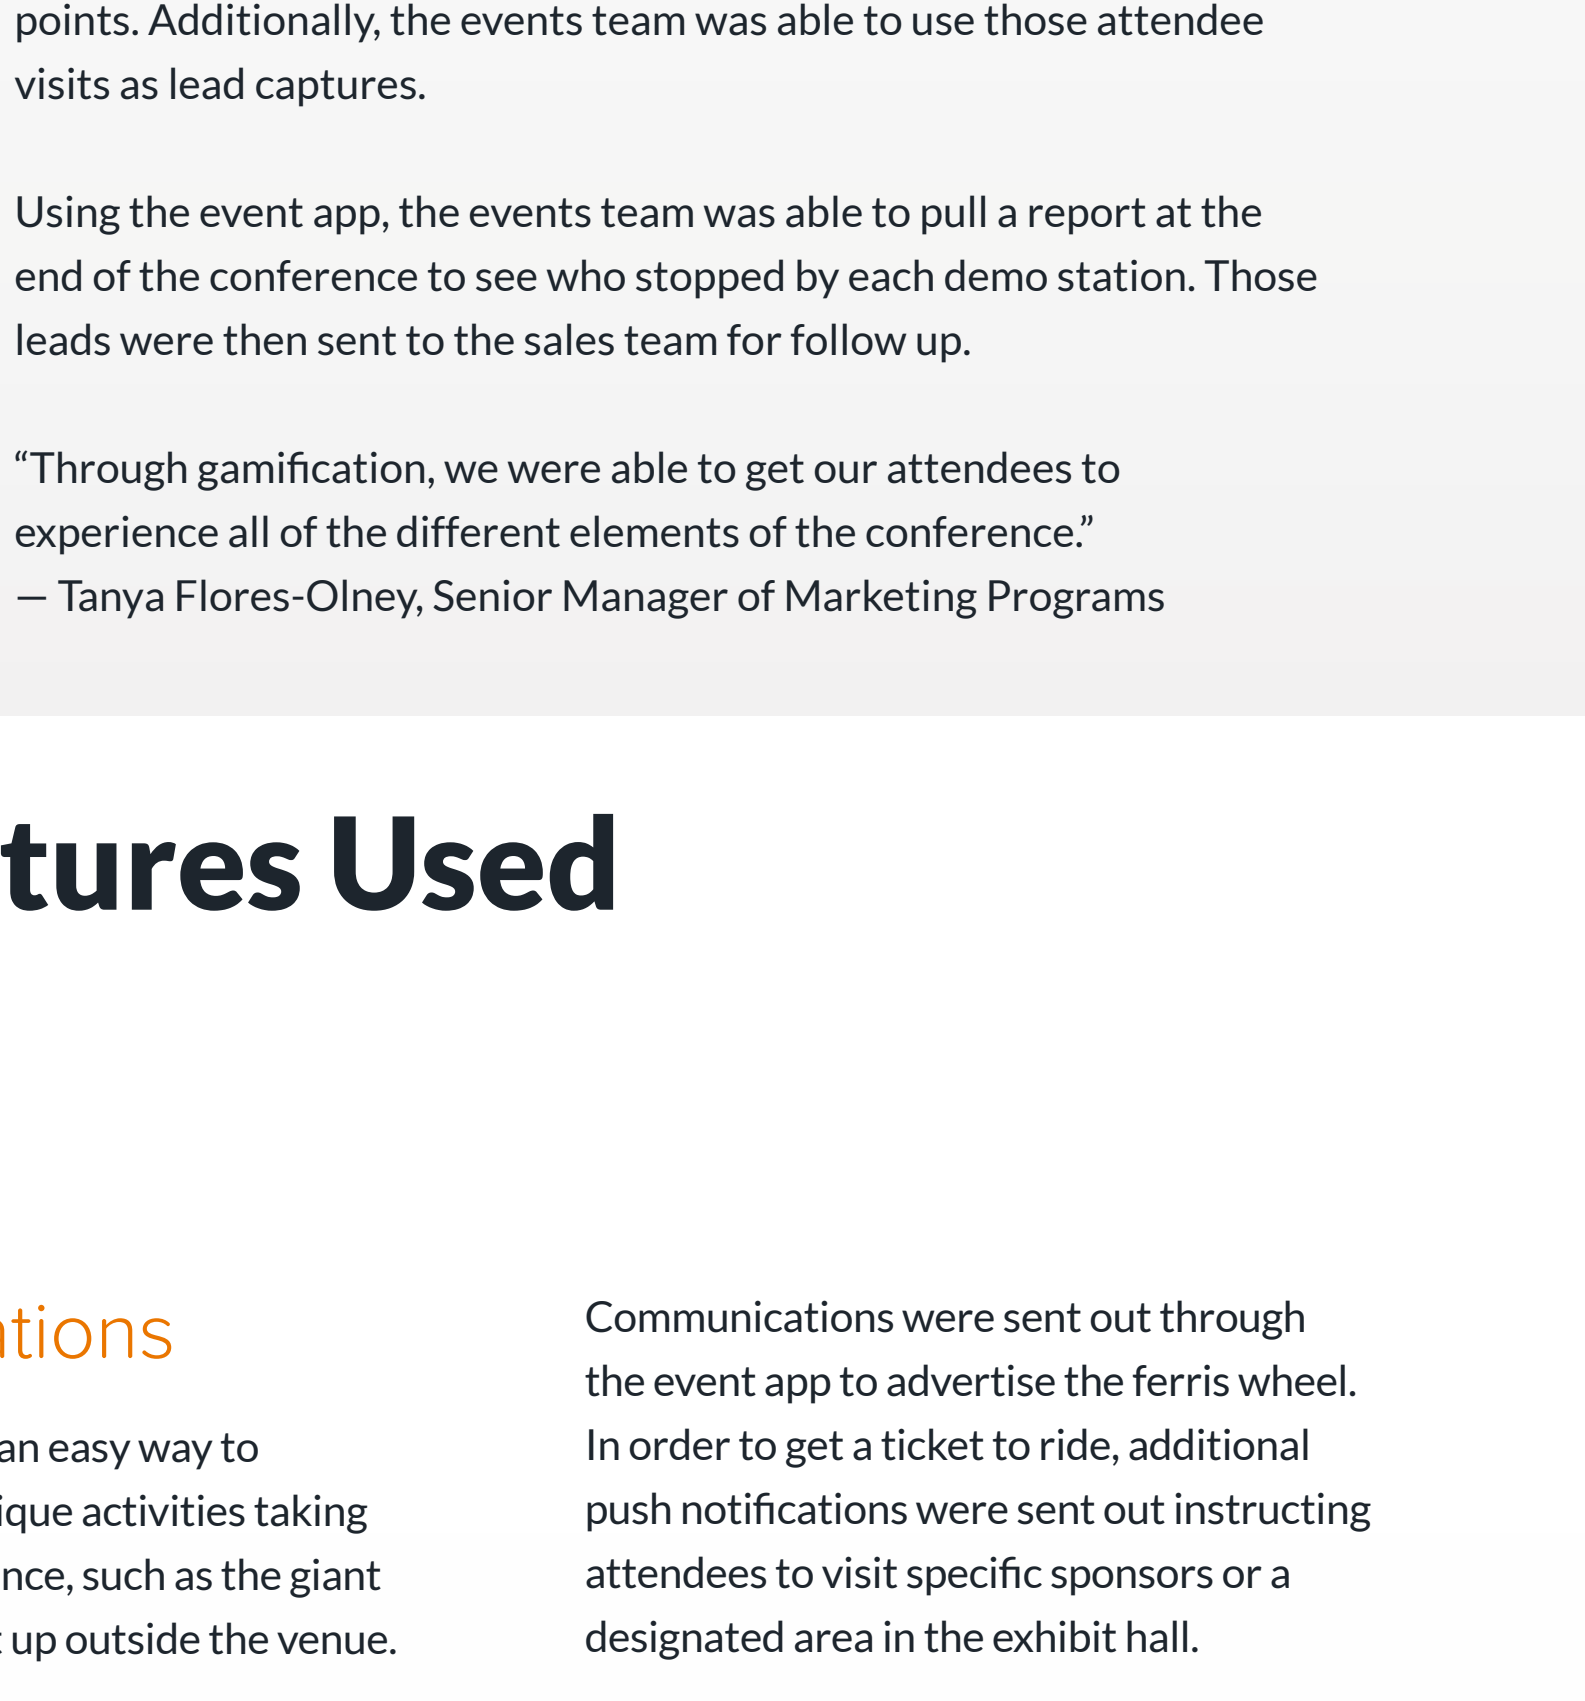 points. Additionally, the events team was able to use those attendee
visits as lead captures.
Using the event app, the events team was able to pull a report at the
end of the conference to see who stopped by each demo station. Those
leads were then sent to the sales team for follow up.
“Through gamification, we were able to get our attendees to
experience all of the different elements of the conference.”
— Tanya Flores-Olney, Senior Manager of Marketing Programs
tures Used
tions
an easy way to
ique activities taking
nce, such as the giant
up outside the venue.
Communications were sent out through
the event app to advertise the ferris wheel.
In order to get a ticket to ride, additional
push notifications were sent out instructing
attendees to visit specific sponsors or a
designated area in the exhibit hall.